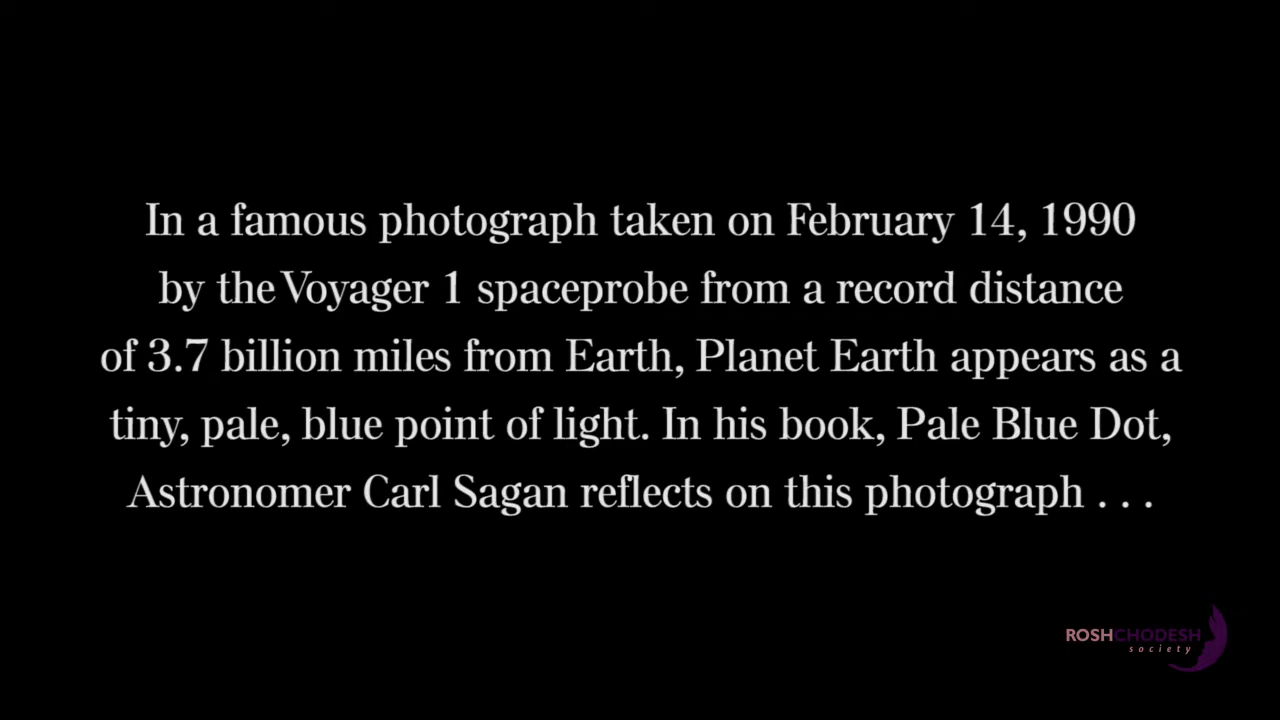 In a famous photograph taken on February 14, 1990
by the Voyager 1 spaceprobe from a record distance
of 3.7 billion miles from Earth, Planet Earth appears as a
tiny, pale, blue point of light. In his book, Pale Blue Dot,
Astronomer Carl Sagan reflects on this photograph . . .
ROSHCHODESH
society